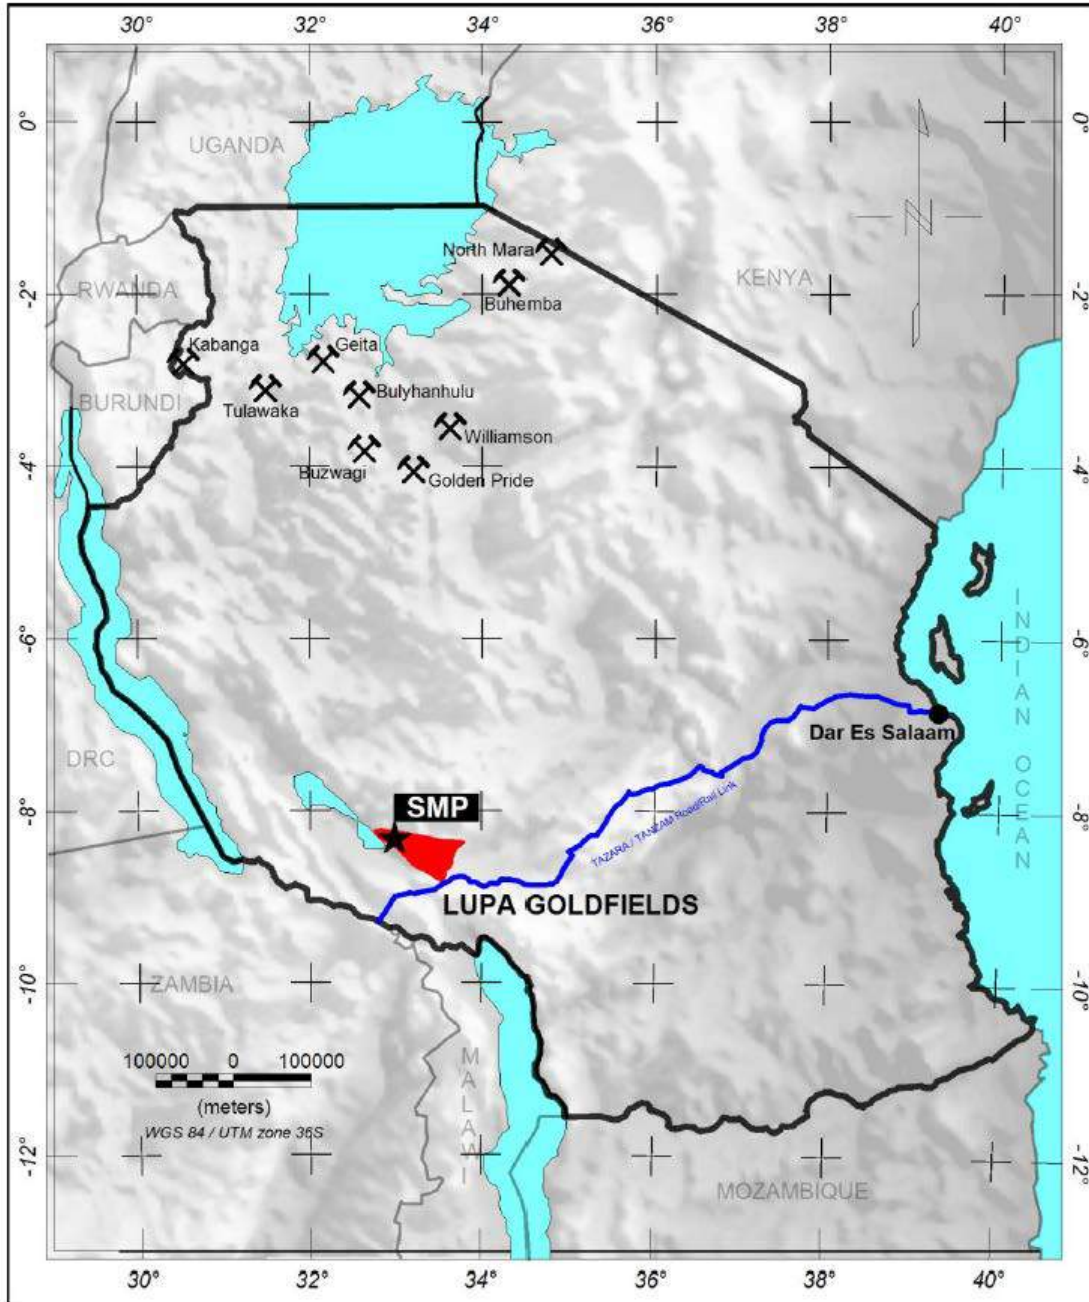 30° 32° 34° 36° 38° 40°
0° 0°
UGANDA
N
North Mara
KENYA
RWANDA
-2° -2°
Buhemba
Kabanga Geita
BURUNDI
Bulyhanhulu
Tulawaka
Williamson
Buzwagi
Golden Pride
-4° -4°
INDIAN OCEAN
-6° -6°
Dar Es Salaam
DRC
TAZARA / TANZAM Road/Rail Link
SMP
-8° -8°
LUPA GOLDFIELDS
ZAMBIA
-10° -10°
100000 0 100000
(meters)
WGS 84 / UTM zone 36S
MALAWI
-12° -12°
MOZAMBIQUE
30° 32° 34° 36° 38° 40°